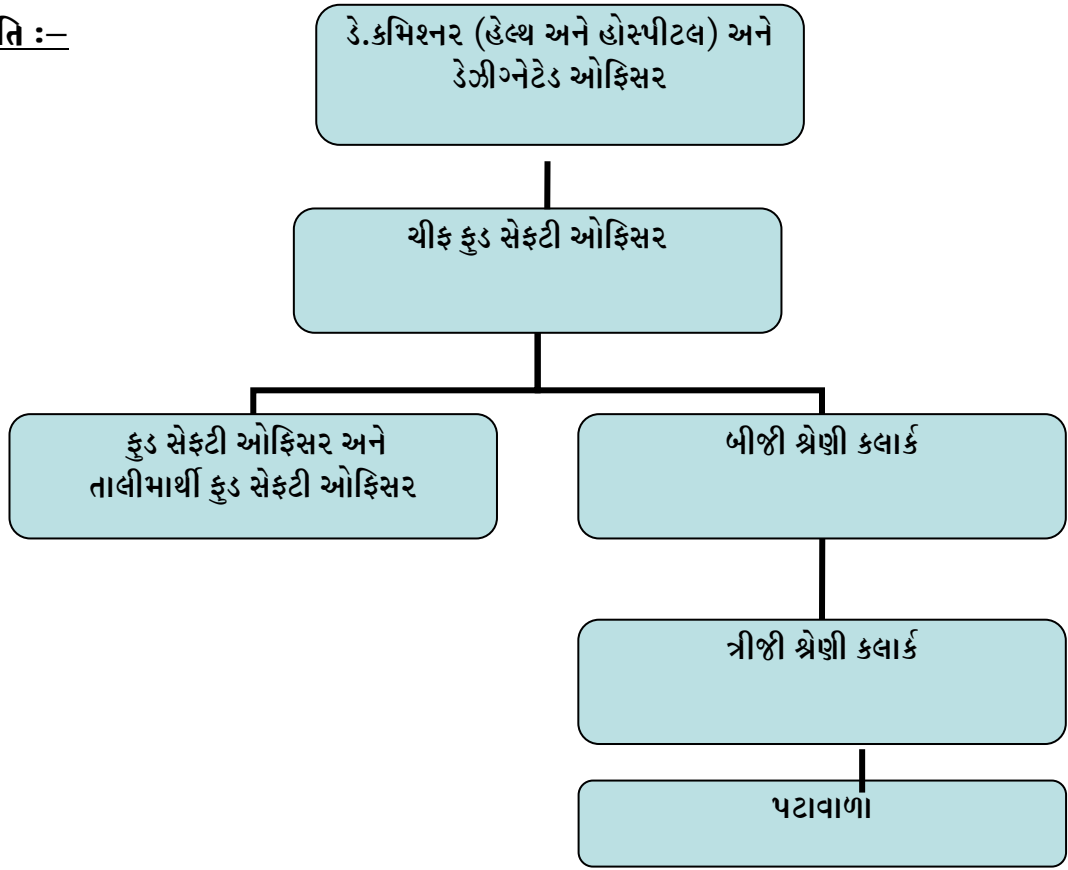 તિ :–
ડે.કમિશ્નર (હેલ્થ અને હોસ્પીટલ) અને
ડેઝીગ્નેટેડ ઓફિસર
ચીફ ફુડ સેફટી ઓફિસર
ફુડ સેફટી ઓફિસર અને
તાલીમાર્થી ફુડ સેફટી ઓફિસર
બીજી શ્રેણી કલાર્ક
ત્રીજી શ્રેણી કલાર્ક
પટાવાળા